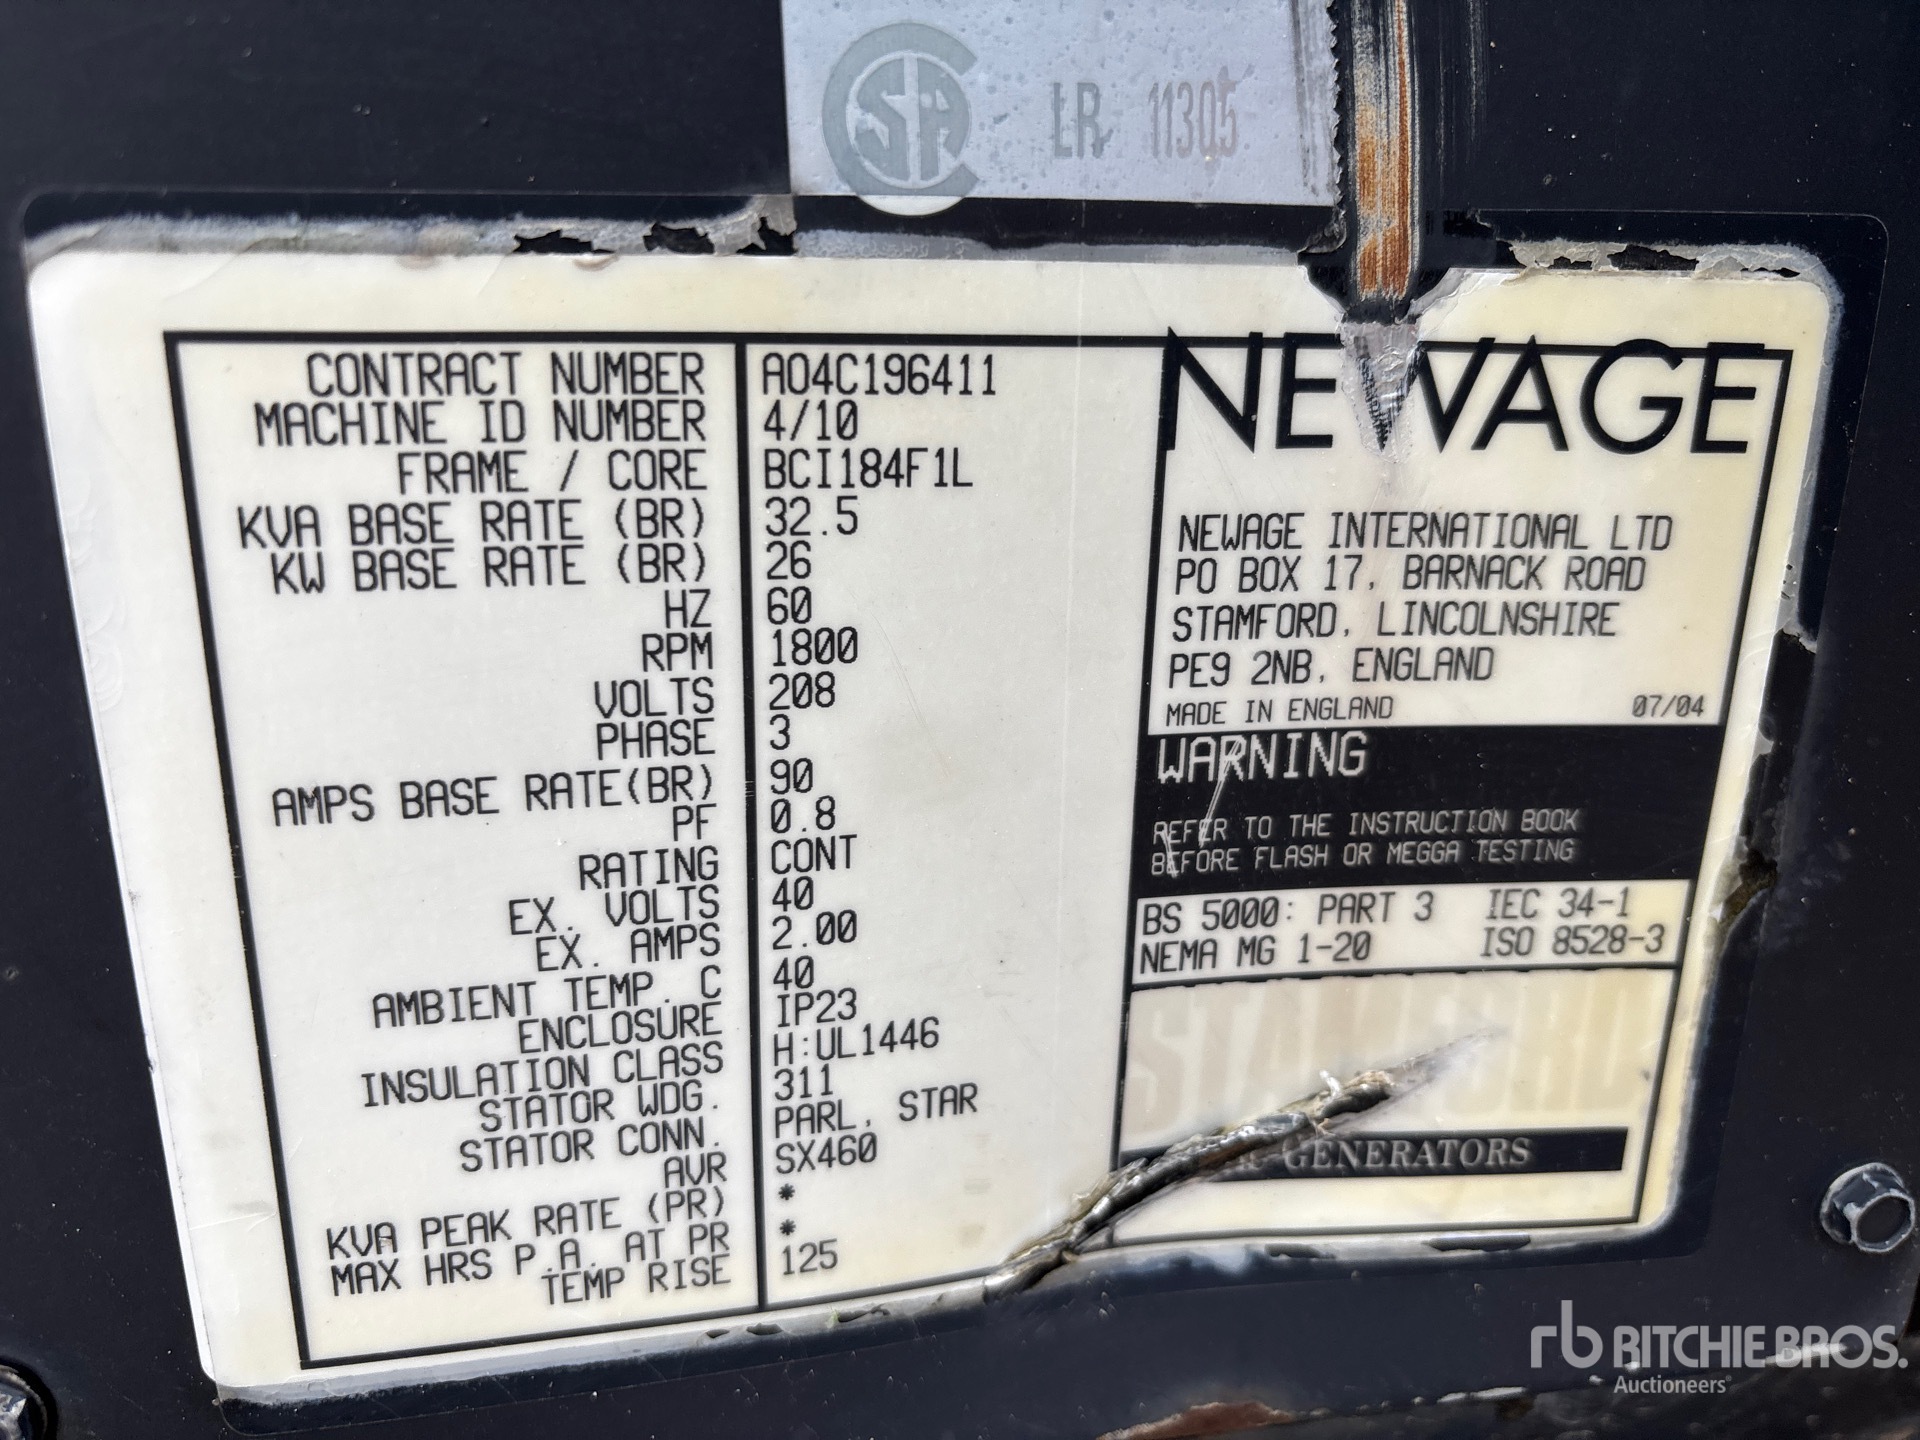 CSA LR 11305
CONTRACT NUMBER A04C196411
MACHINE ID NUMBER 4/10
FRAME / CORE BCI184F1L
KVA BASE RATE (BR) 32.5
KW BASE RATE (BR) 26
HZ 60
RPM 1800
VOLTS 208
PHASE 3
AMPS BASE RATE(BR) 90
PF 0.8
RATING CONT
EX. VOLTS 40
EX. AMPS 2.00
AMBIENT TEMP. C 40
ENCLOSURE IP23
INSULATION CLASS H:UL1446
STATOR WDG. 311
STATOR CONN. PARL. STAR
AVR SX460
KVA PEAK RATE (PR) *
MAX HRS P.A. AT PR *
TEMP RISE 125
NEWAGE
NEWAGE INTERNATIONAL LTD
PO BOX 17, BARNACK ROAD
STAMFORD, LINCOLNSHIRE
PE9 2NB, ENGLAND
MADE IN ENGLAND 07/04
WARNING
REFER TO THE INSTRUCTION BOOK
BEFORE FLASH OR MEGGA TESTING
BS 5000: PART 3 IEC 34-1
NEMA MG 1-20 ISO 8528-3
STAMFORD
GENERATORS
rb RITCHIE BROS.
Auctioneers